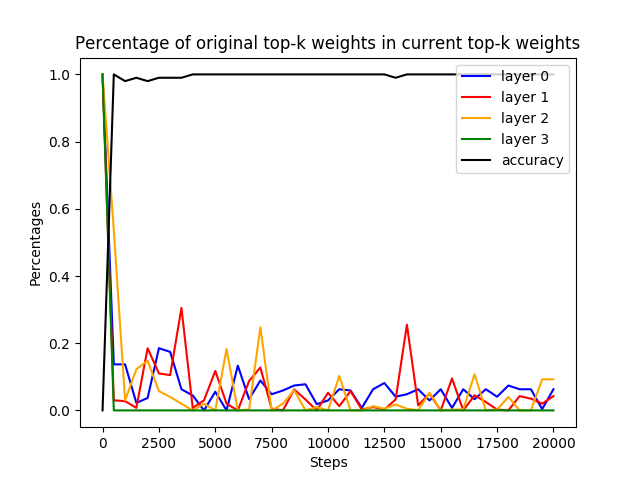 Percentage of original top-k weights in current top-k weights
1.0
0.8
0.6
0.4
0.2
0.0
Percentages
layer 0
layer 1
layer 2
layer 3
accuracy
0 2500 5000 7500 10000 12500 15000 17500 20000
Steps